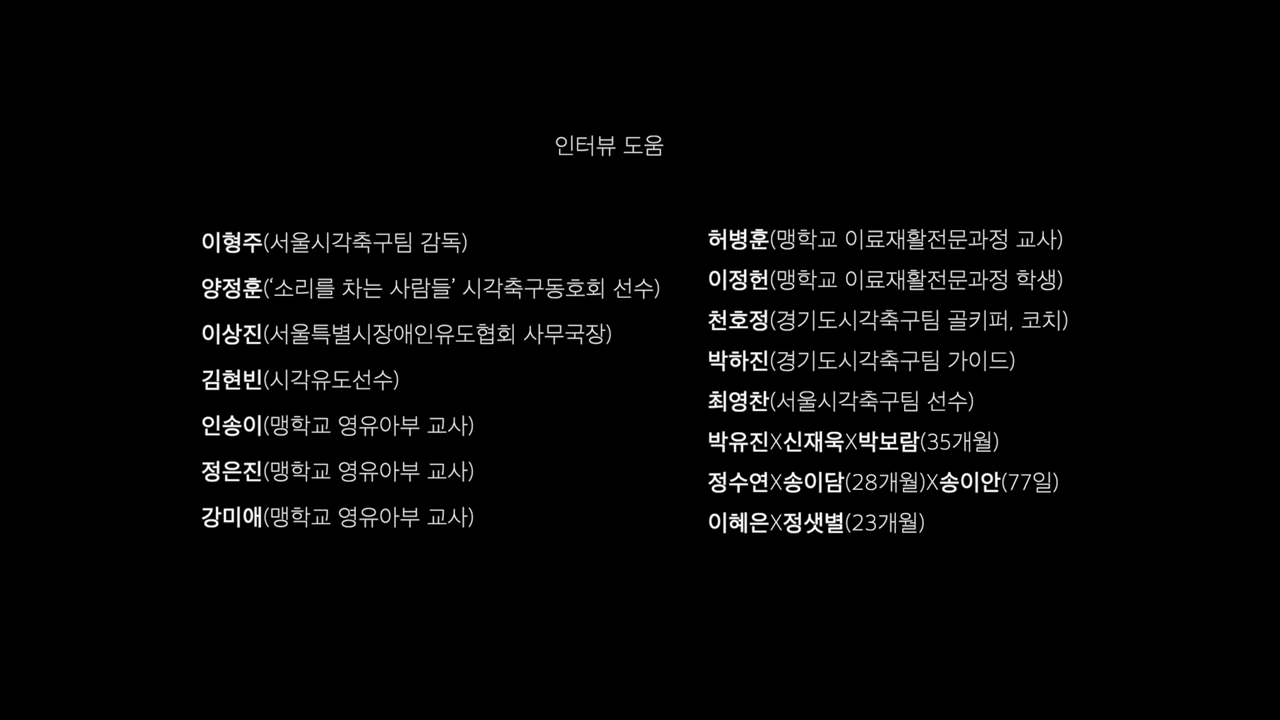 인터뷰 도움
이형주(서울시각축구팀 감독)
양정훈(‘소리를 차는 사람들’ 시각축구동호회 선수)
이상진(서울특별시장애인유도협회 사무국장)
김현빈(시각유도선수)
인송이(맹학교 영유아부 교사)
정은진(맹학교 영유아부 교사)
강미애(맹학교 영유아부 교사)
허병훈(맹학교 이료재활전문과정 교사)
이정헌(맹학교 이료재활전문과정 학생)
천호정(경기도시각축구팀 골키퍼, 코치)
박하진(경기도시각축구팀 가이드)
최영찬(서울시각축구팀 선수)
박유진X신재욱X박보람(35개월)
정수연X송이담(28개월)X송이안(77일)
이혜은X정샛별(23개월)